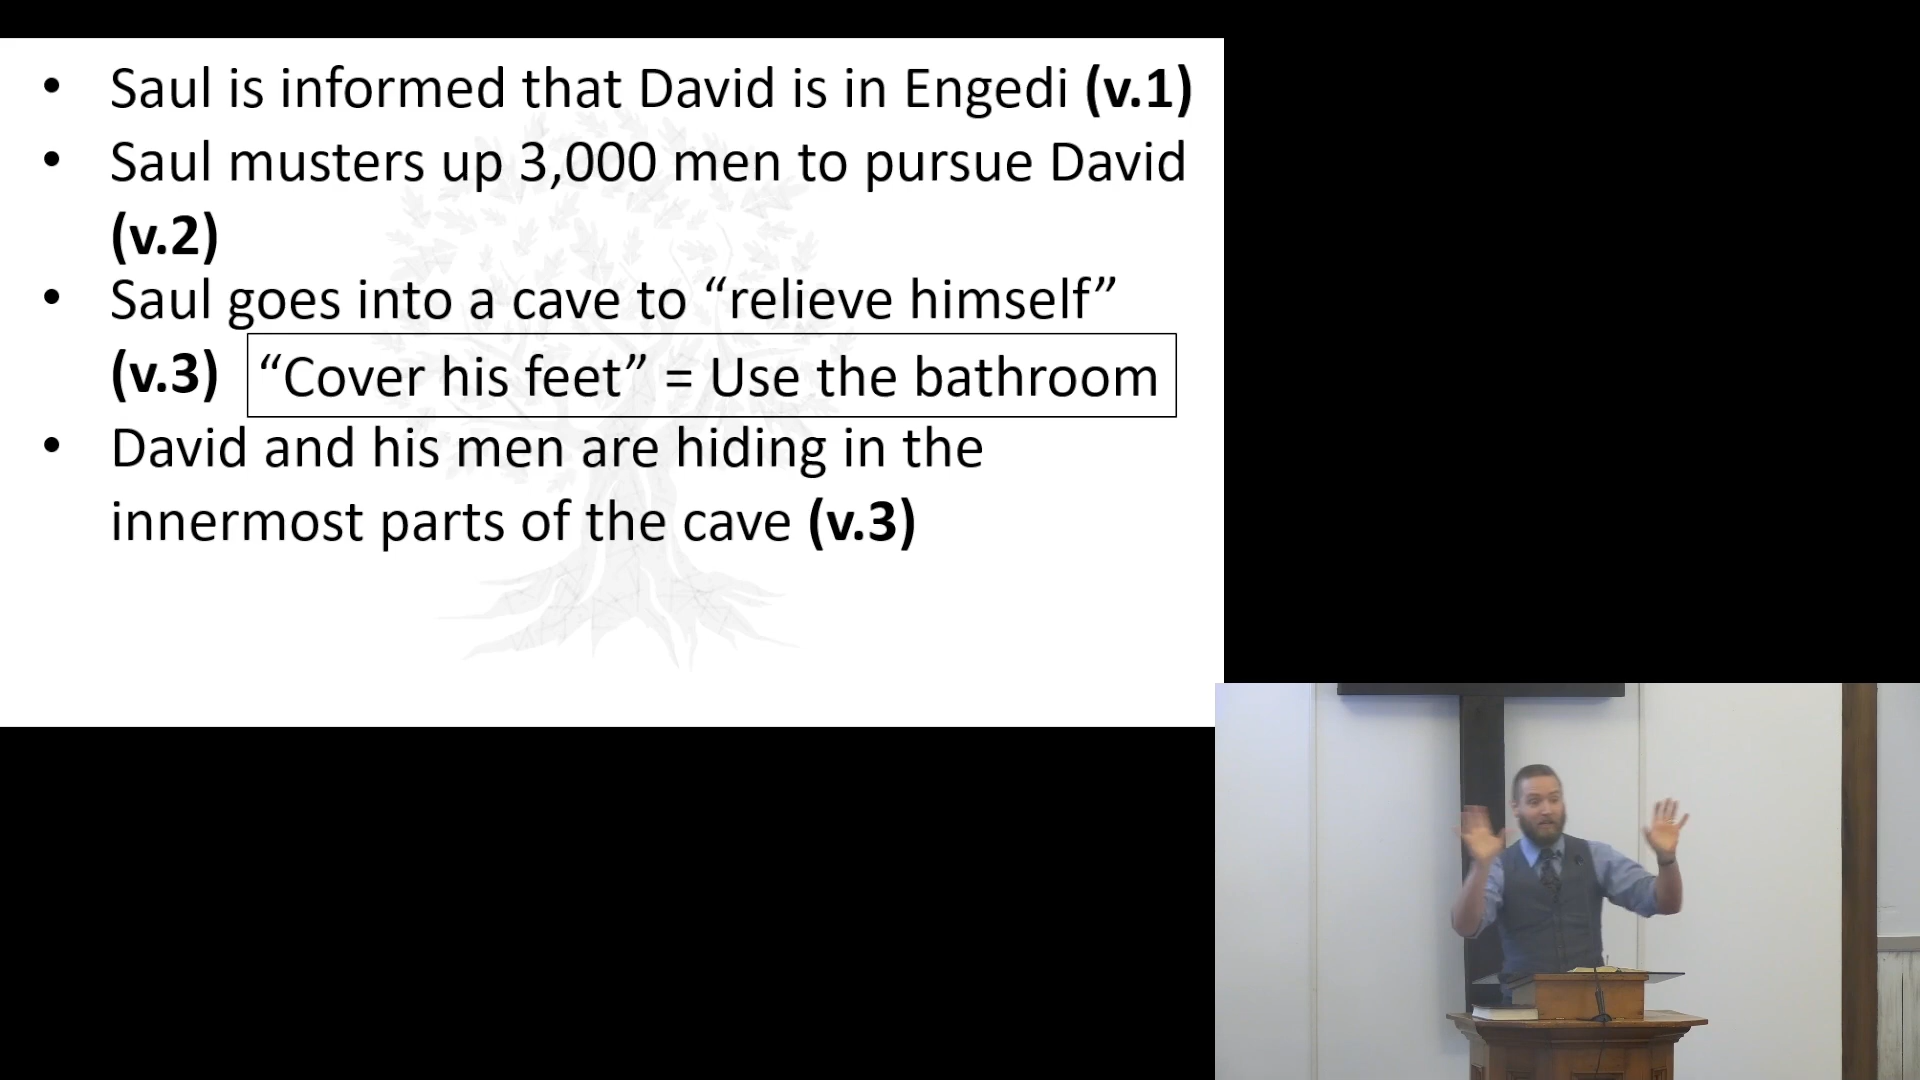 • Saul is informed that David is in Engedi (v.1)
• Saul musters up 3,000 men to pursue David
(v.2)
• Saul goes into a cave to “relieve himself”
(v.3) “Cover his feet” = Use the bathroom
• David and his men are hiding in the
innermost parts of the cave (v.3)